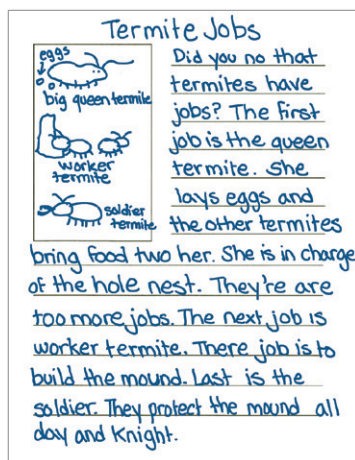 Termite Jobs
eggs
big queen termite
worker
termite
soldier
termite
Did you no that
termites have
jobs? The first
job is the queen
termite. She
lays eggs and
the other termites
bring food two her. She is in charge
of the hole nest. They're are
too more jobs. The next job is
worker termite. There job is to
build the mound. Last is the
soldier. They protect the mound all
day and Knight.